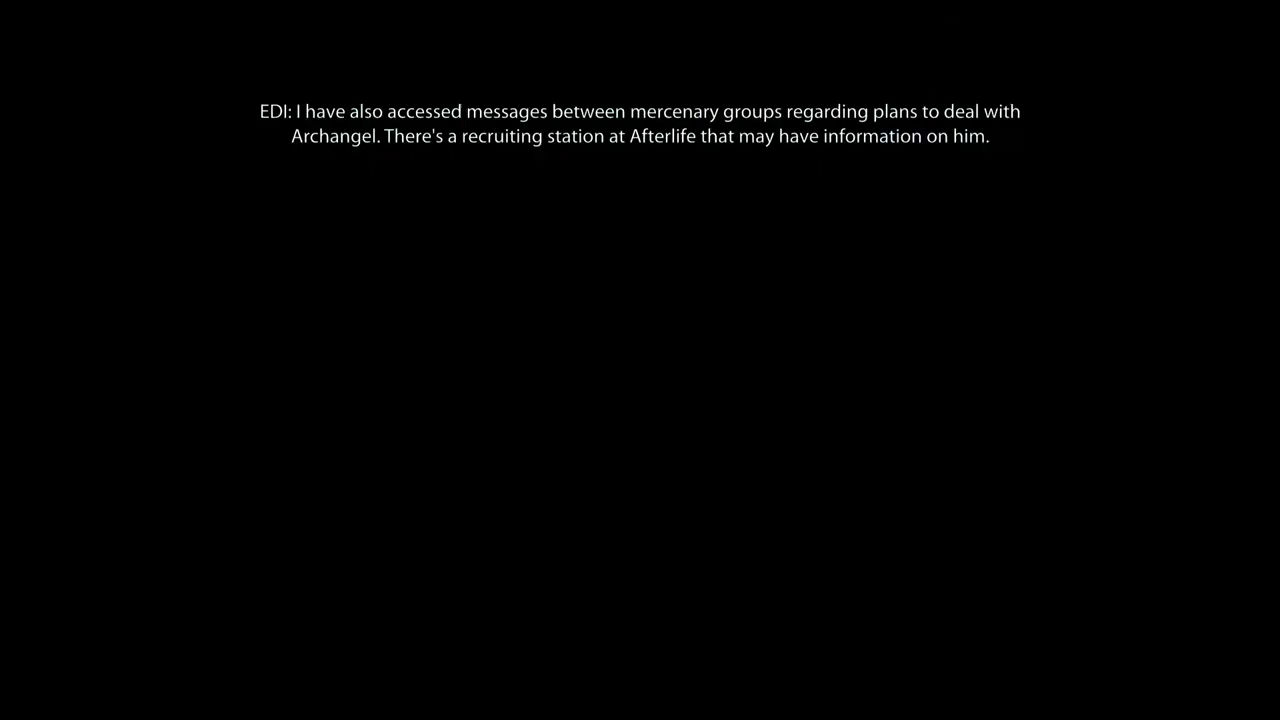 EDI: I have also accessed messages between mercenary groups regarding plans to deal with
Archangel. There's a recruiting station at Afterlife that may have information on him.